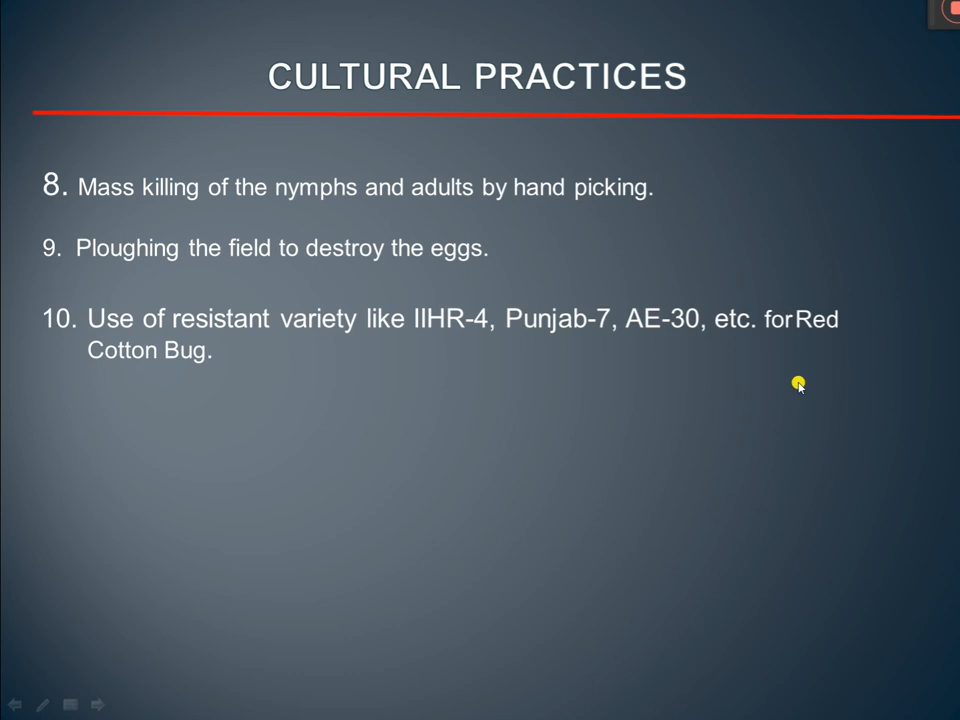 CULTURAL PRACTICES
8. Mass killing of the nymphs and adults by hand picking.
9. Ploughing the field to destroy the eggs.
10. Use of resistant variety like IIHR-4, Punjab-7, AE-30, etc. for Red
Cotton Bug.